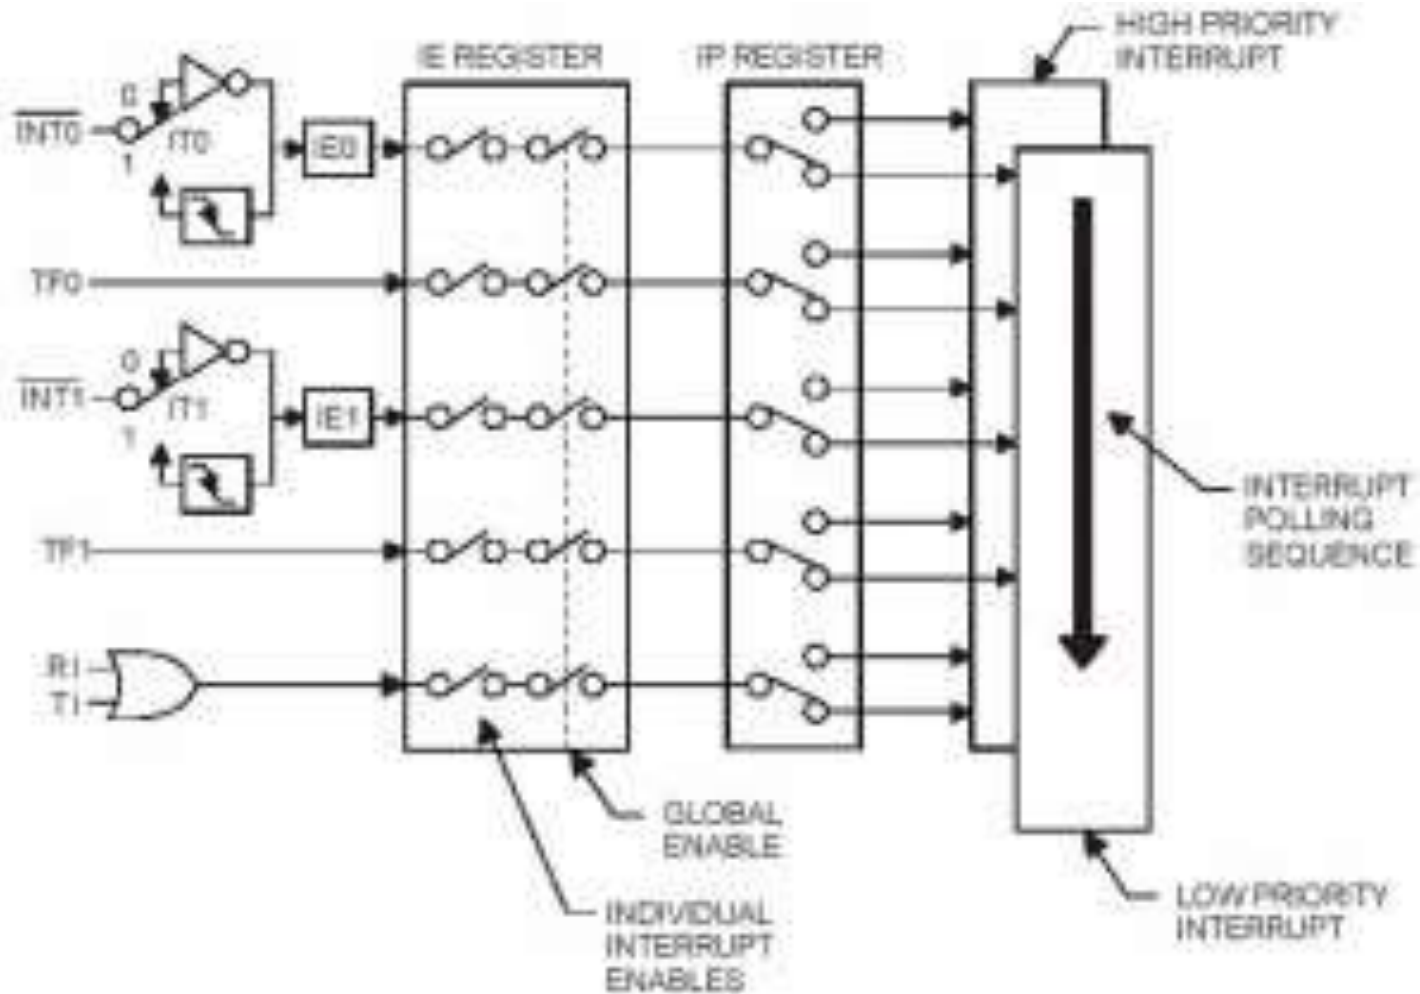 HIGH PRIORITY
INTERRUPT
IE REGISTER
IP REGISTER
0
INT0
IT0
1
IE0
TF0
0
INT1
IT1
1
IE1
INTERRUPT
POLLING
SEQUENCE
TF1
RI
TI
GLOBAL
ENABLE
INDIVIDUAL
INTERRUPT
ENABLES
LOW PRIORITY
INTERRUPT